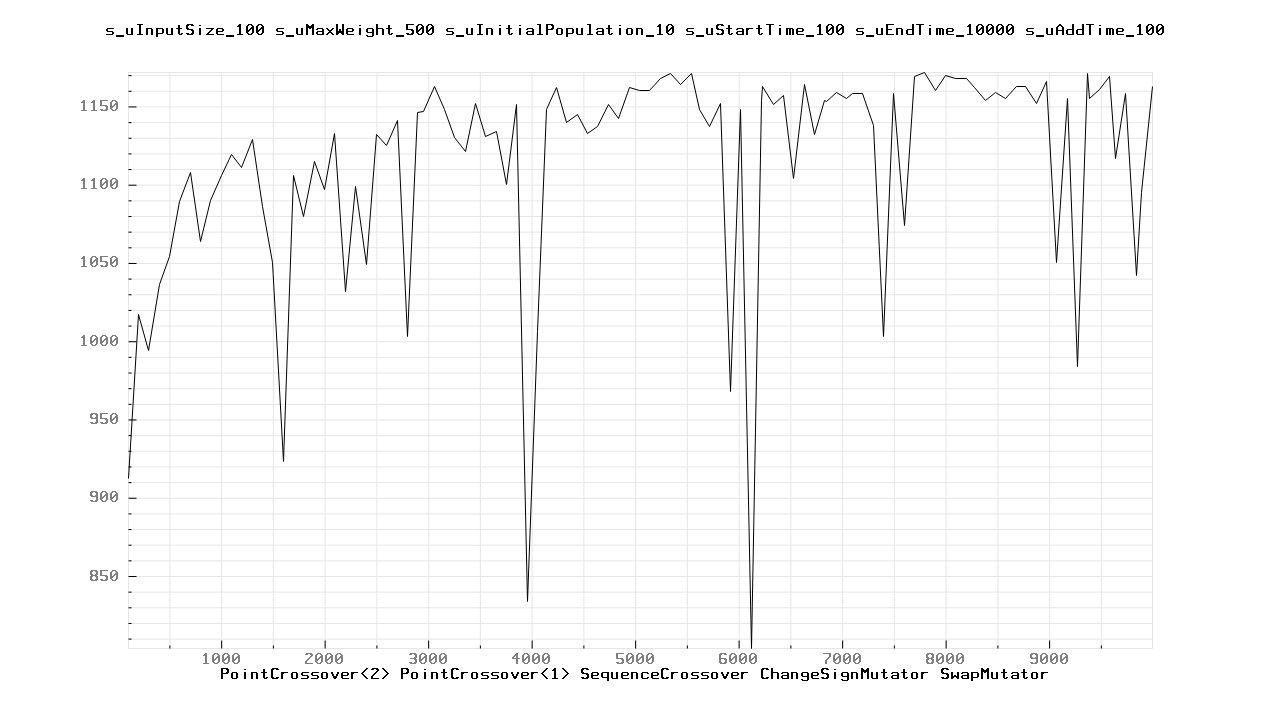 s_uInputSize_100 s_uMaxWeight_500 s_uInitialPopulation_10 s_uStartTime_100 s_uEndTime_10000 s_uAddTime_100
1150
1100
1050
1000
950
900
850
1000 2000 3000 4000 5000 6000 7000 8000 9000
PointCrossover<2> PointCrossover<1> SequenceCrossover ChangeSignMutator SwapMutator